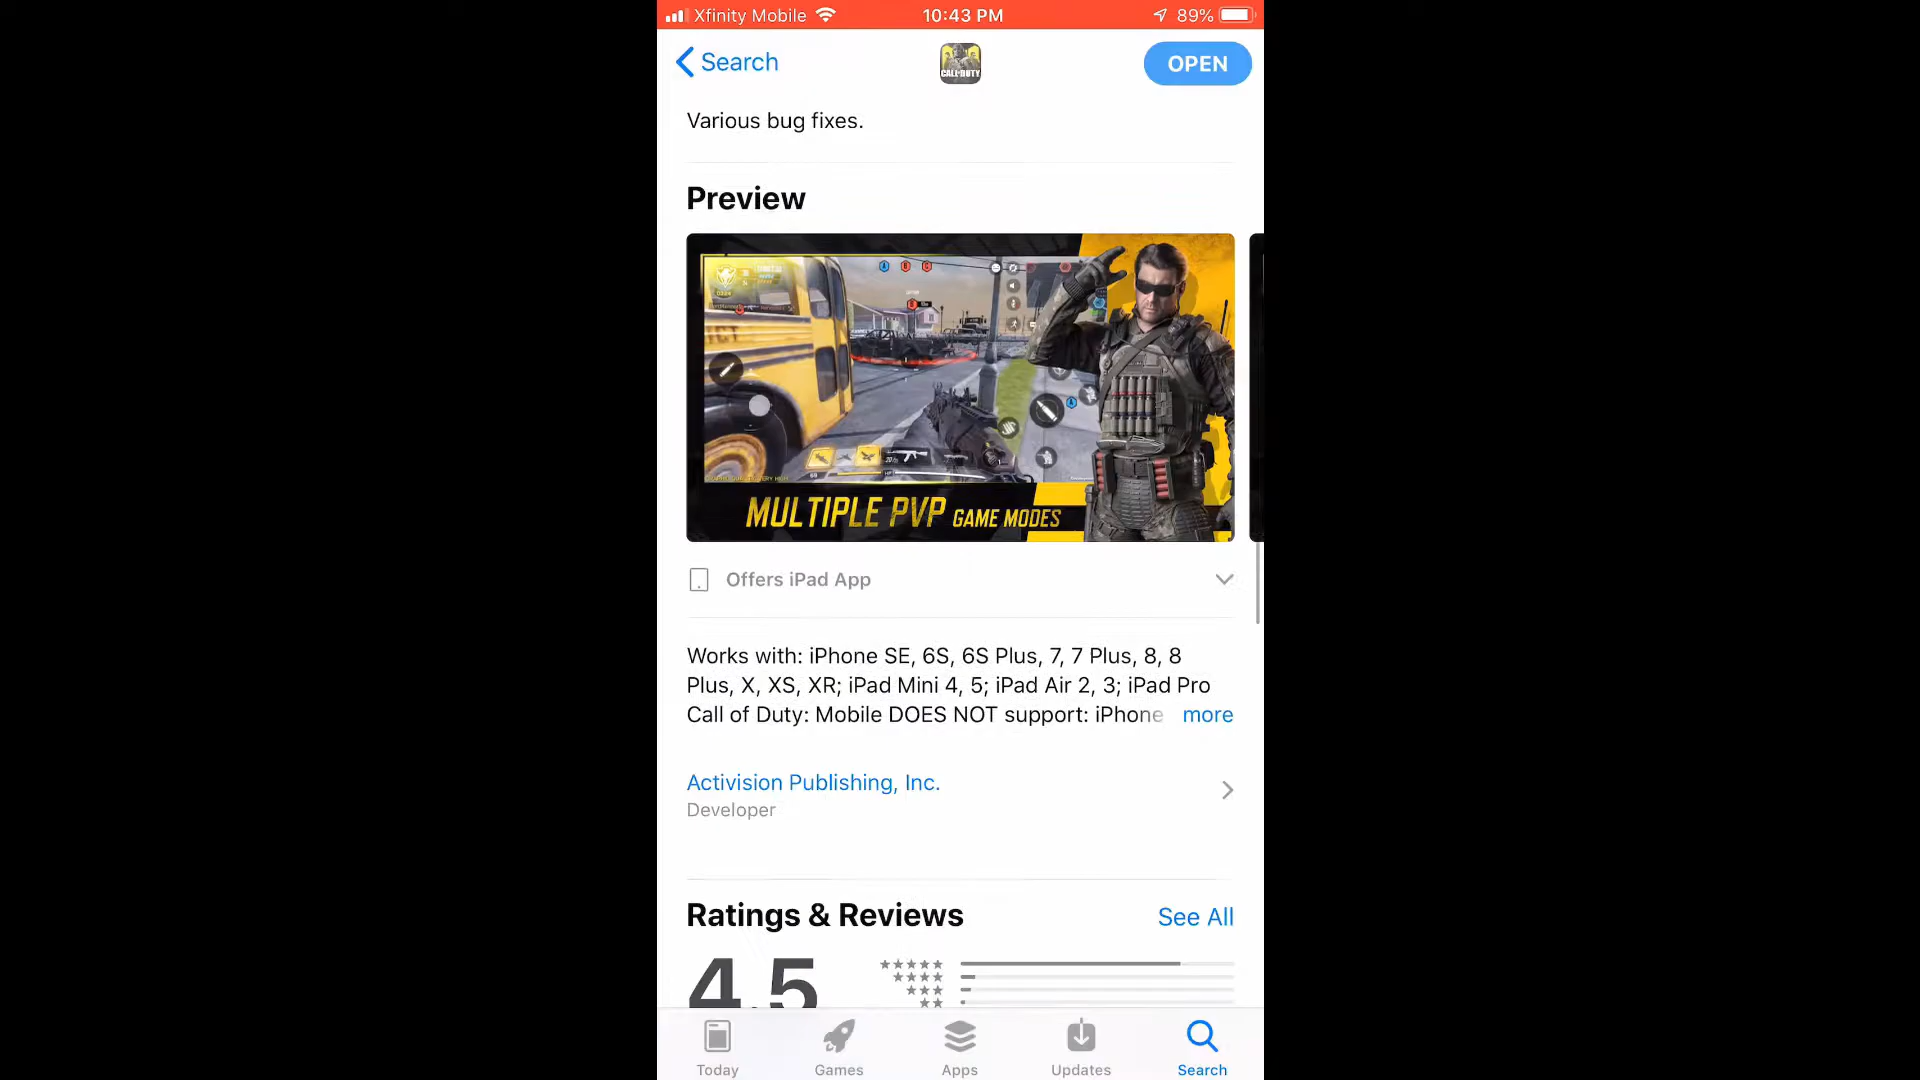 Xfinity Mobile
10:43 PM
89%
Search
CALL OF DUTY
OPEN
Various bug fixes.
Preview
MULTIPLE PVP GAME MODES
Offers iPad App
Works with: iPhone SE, 6S, 6S Plus, 7, 7 Plus, 8, 8
Plus, X, XS, XR; iPad Mini 4, 5; iPad Air 2, 3; iPad Pro
Call of Duty: Mobile DOES NOT support: iPhone more
Activision Publishing, Inc.
Developer
Ratings & Reviews
See All
4.5
Today
Games
Apps
Updates
Search